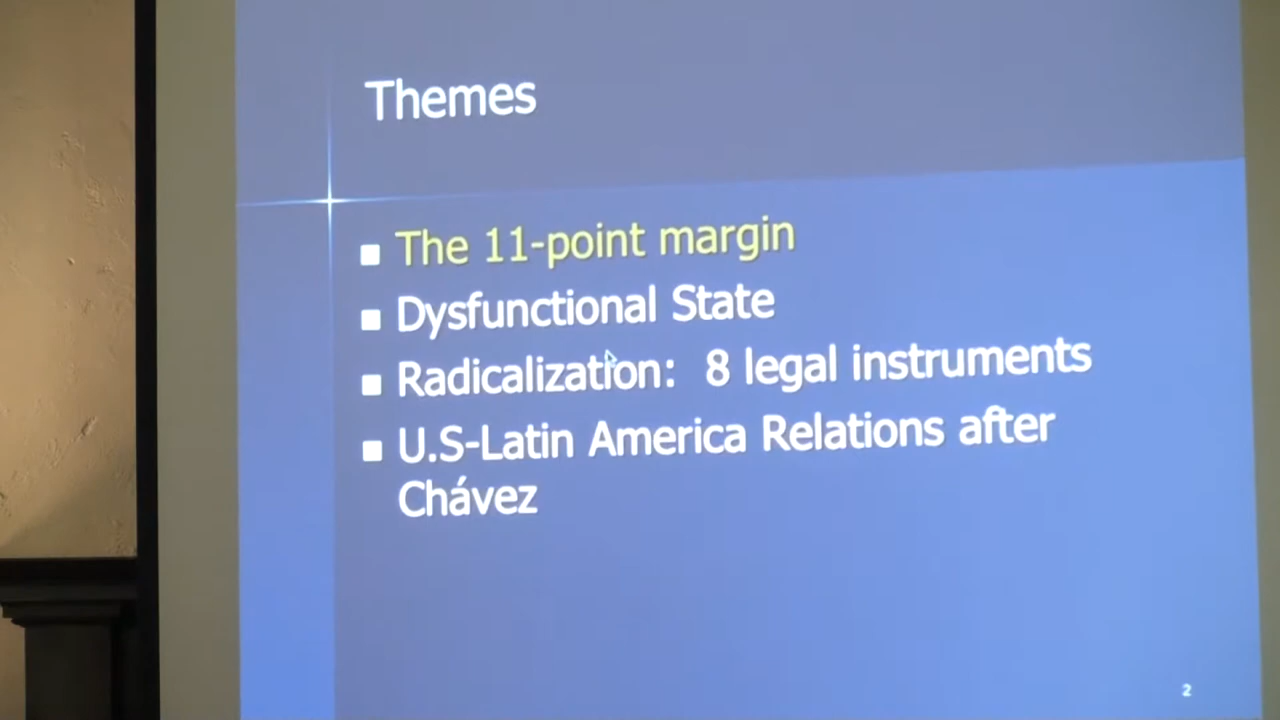 Themes
The 11-point margin
Dysfunctional State
Radicalization: 8 legal instruments
U.S-Latin America Relations after
Chávez
2